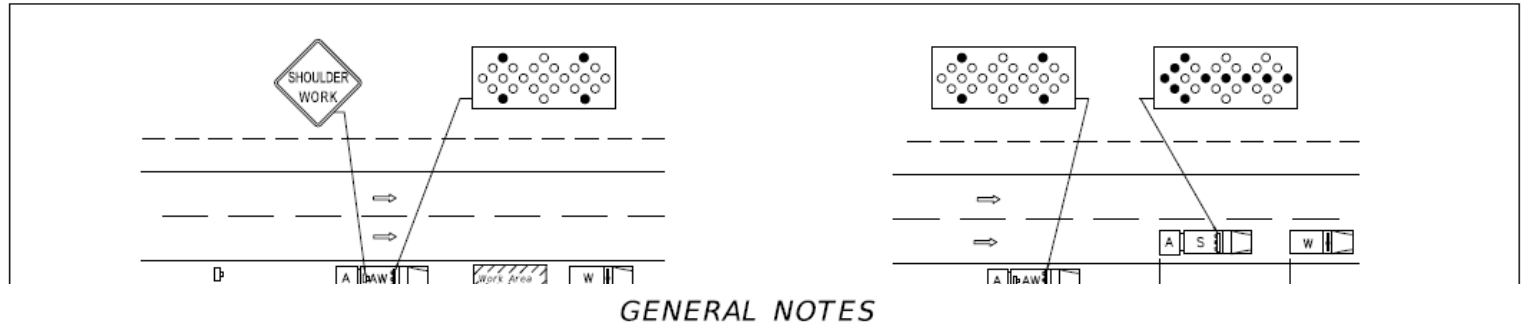 SHOULDER
WORK
A S W
A AW Work Area W
A AW
GENERAL NOTES